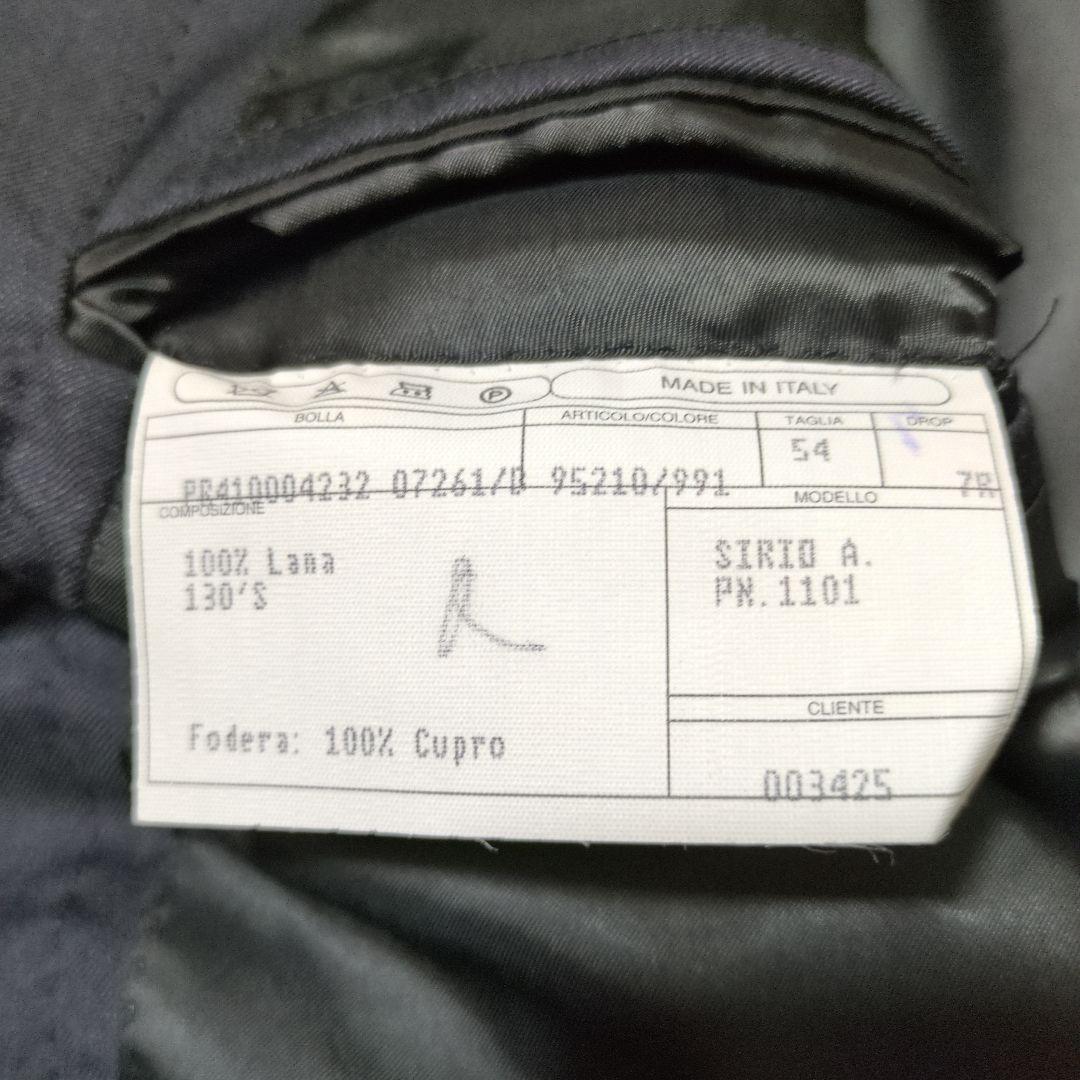 MADE IN ITALY
BOLLA ARTICOLO/COLORE TAGLIA DROP
54
PR410004232 07261/B 95210/991 7R
COMPOSIZIONE MODELLO
100% Lana
130'S
SIRIO A.
PN.1101
CLIENTE
Fodera: 100% Cupro
003425